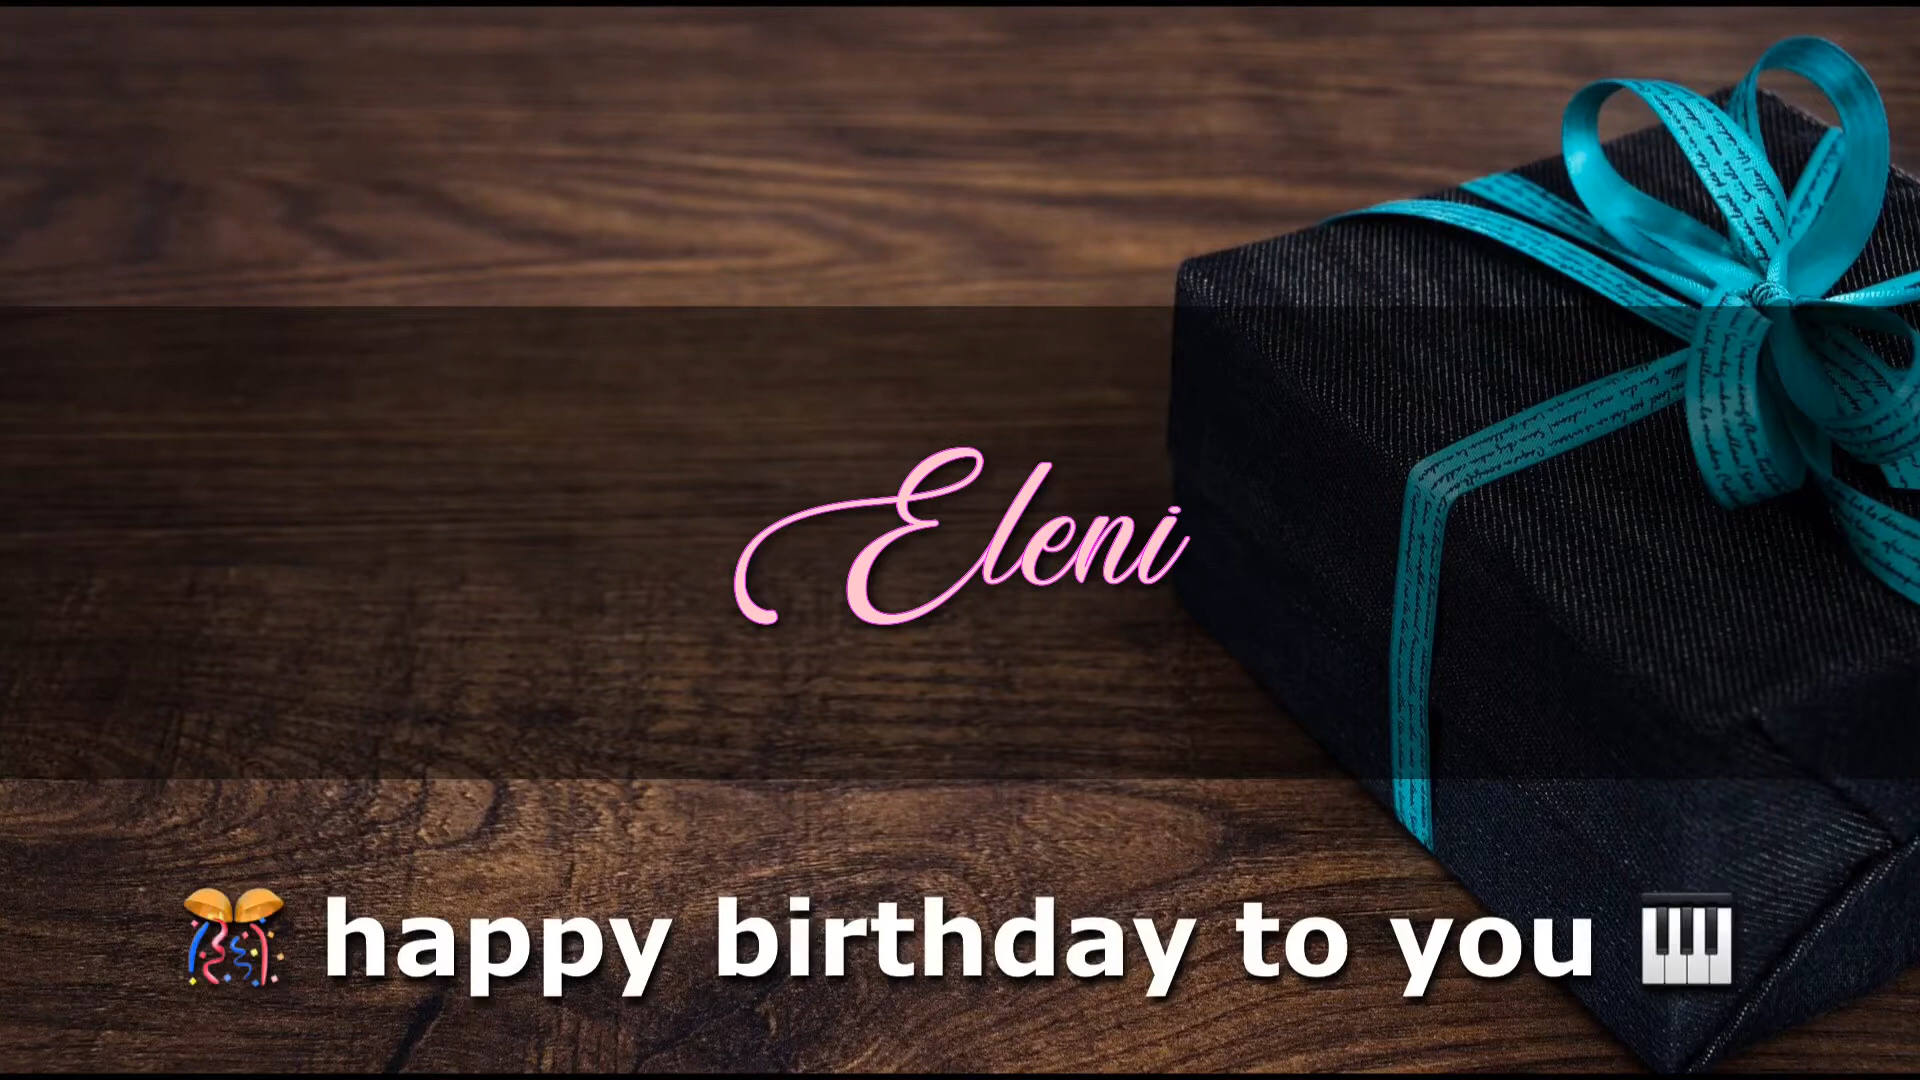 Eleni
🎊 happy birthday to you 🎹